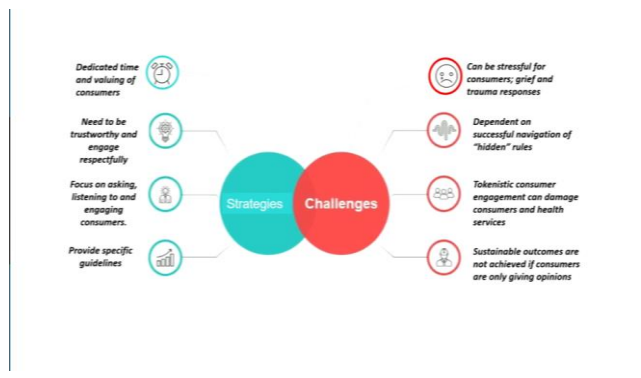 Dedicated time
and valuing of
consumers
Need to be
trustworthy and
engage
respectfully
Focus on asking,
listening to and
engaging
consumers.
Provide specific
guidelines
Strategies
Challenges
Can be stressful for
consumers; grief and
trauma responses
Dependent on
successful navigation of
“hidden” rules
Tokenistic consumer
engagement can damage
consumers and health
services
Sustainable outcomes are
not achieved if consumers
are only giving opinions